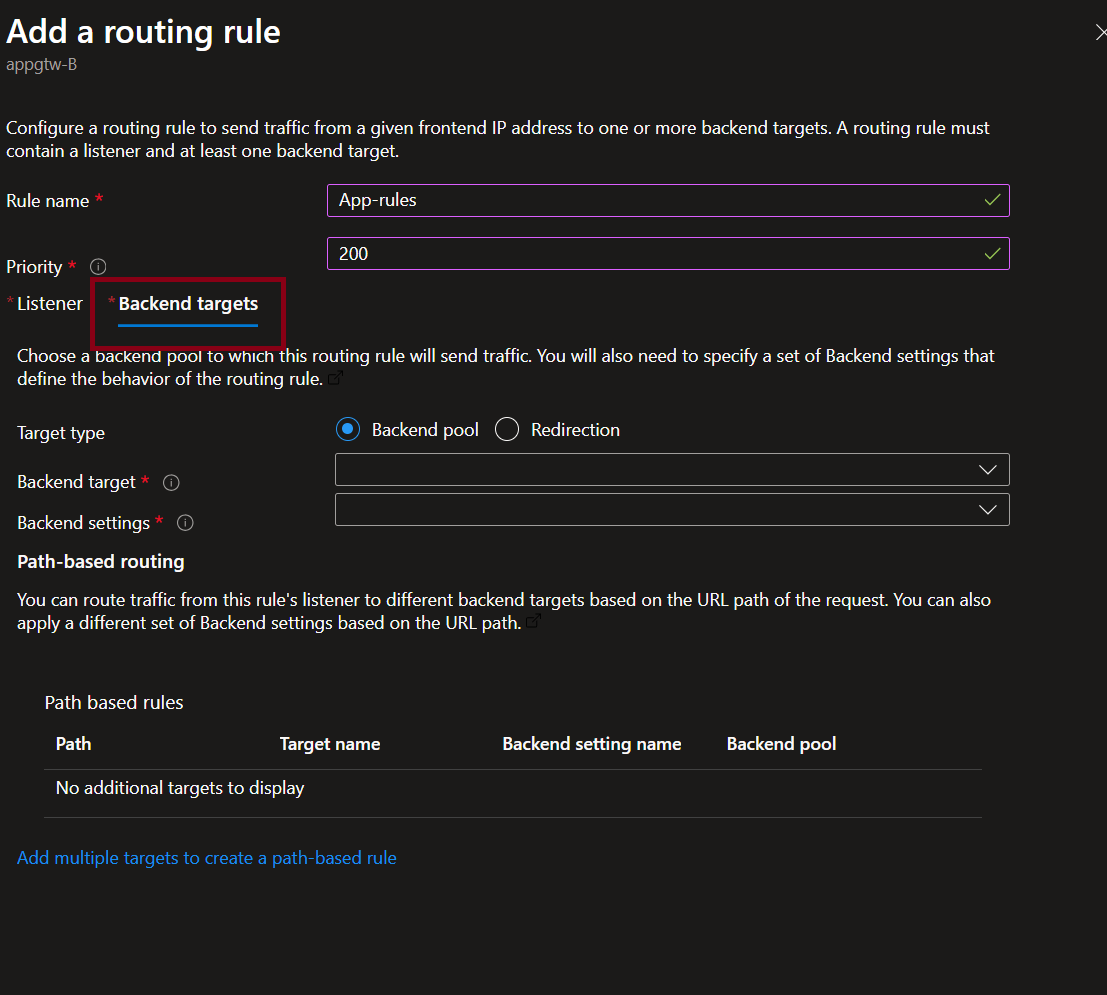 Add a routing rule
appgtw-B
Configure a routing rule to send traffic from a given frontend IP address to one or more backend targets. A routing rule must
contain a listener and at least one backend target.
Rule name *
App-rules
Priority *
200
* Listener
* Backend targets
Choose a backend pool to which this routing rule will send traffic. You will also need to specify a set of Backend settings that
define the behavior of the routing rule.
Target type
Backend pool
Redirection
Backend target *
Backend settings *
Path-based routing
You can route traffic from this rule's listener to different backend targets based on the URL path of the request. You can also
apply a different set of Backend settings based on the URL path.
Path based rules
Path Target name Backend setting name Backend pool
No additional targets to display
Add multiple targets to create a path-based rule